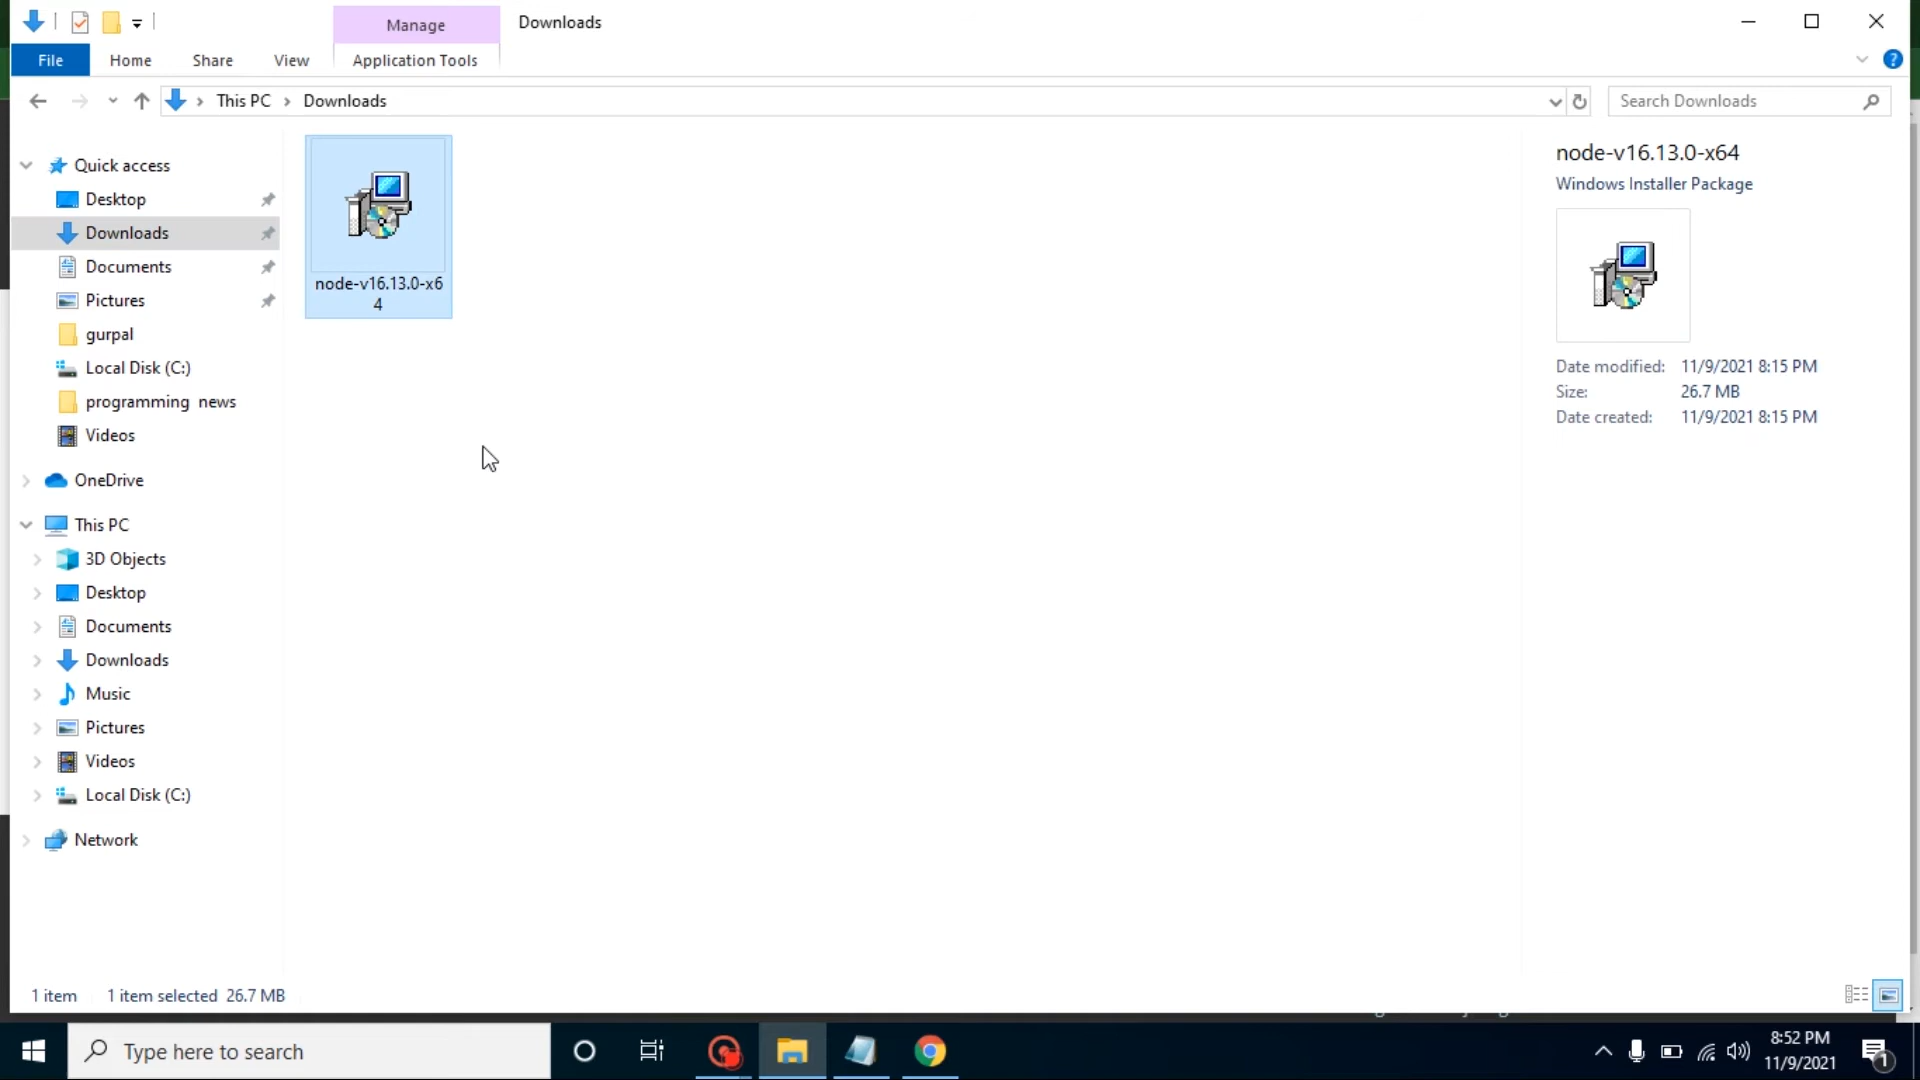 Manage
Downloads
File
Home
Share
View
Application Tools
This PC
Downloads
Search Downloads
Quick access
Desktop
Downloads
Documents
Pictures
gurpal
Local Disk (C:)
programming news
Videos
OneDrive
This PC
3D Objects
Desktop
Documents
Downloads
Music
Pictures
Videos
Local Disk (C:)
Network
node-v16.13.0-x6
4
node-v16.13.0-x64
Windows Installer Package
Date modified: 11/9/2021 8:15 PM
Size: 26.7 MB
Date created: 11/9/2021 8:15 PM
1 item
1 item selected 26.7 MB
Type here to search
8:52 PM
11/9/2021
1